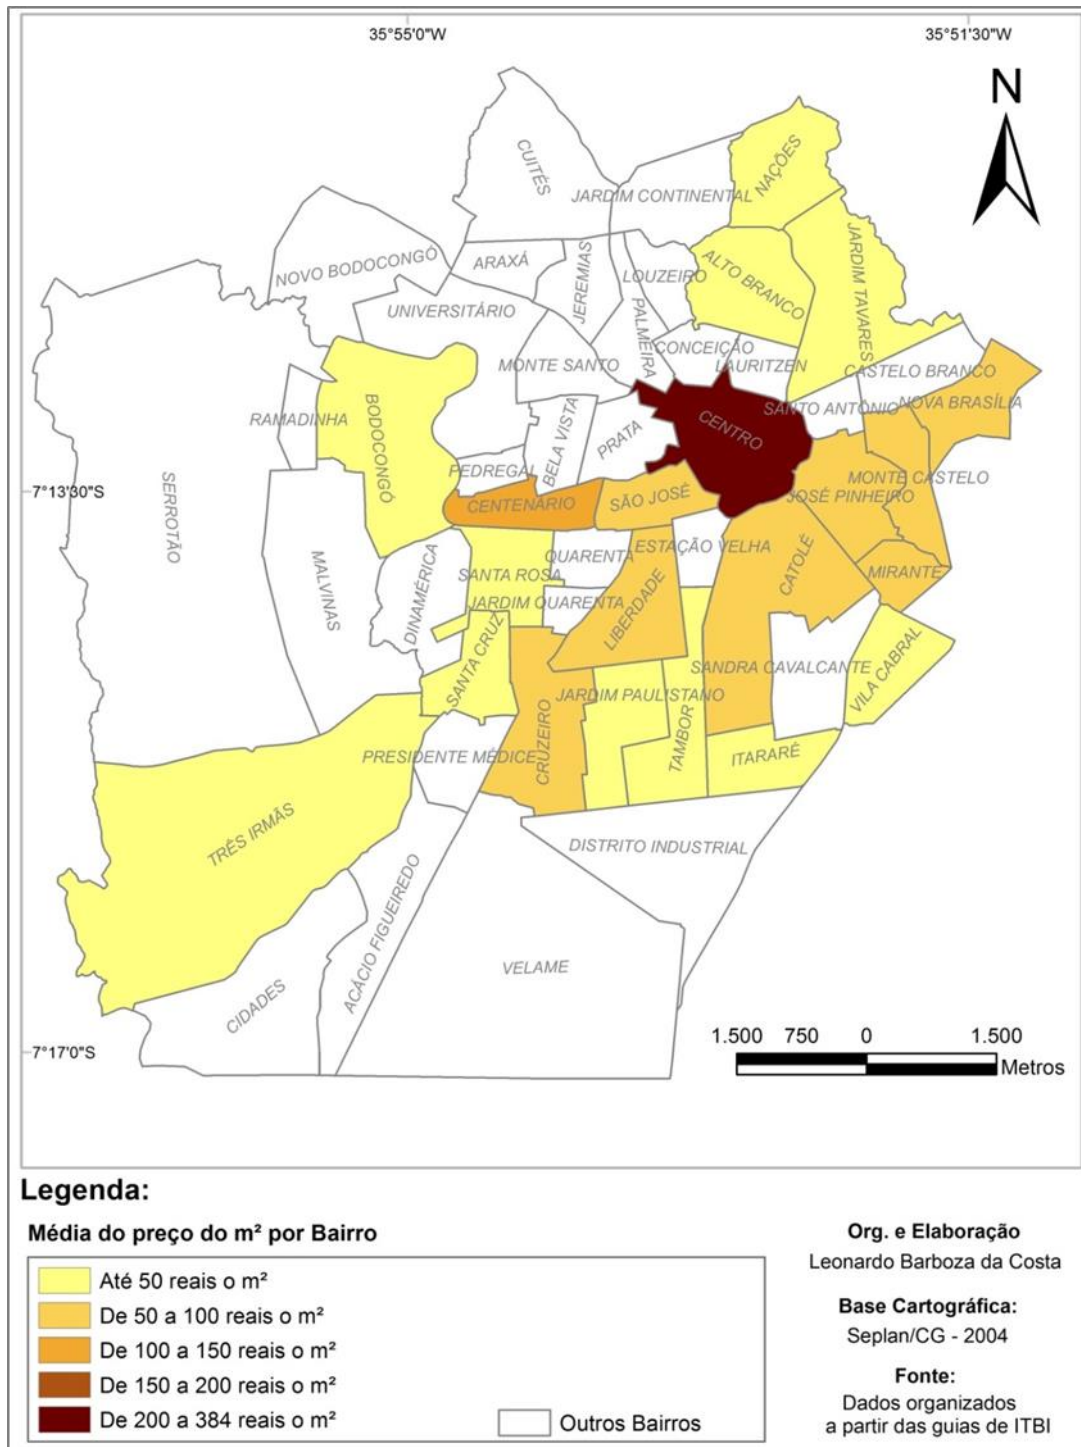 35°55'0"W
35°51'30"W
N
CUITÉS
NAÇÕES
JARDIM CONTINENTAL
NOVO BODOCONGÓ
ARAXÁ
JEREMIAS
LOUZEIRO
ALTO BRANCO
JARDIM TAVARES
UNIVERSITÁRIO
PALMEIRA
CONCEIÇÃO
LAURITZEN
MONTE SANTO
CASTELO BRANCO
RAMADINHA
BODOCONGÓ
BELA VISTA
PRATA
CENTRO
SANTO ANTÔNIO
NOVA BRASÍLIA
PEDREGAL
MONTE CASTELO
7°13'30"S
SERROTÃO
CENTENÁRIO
SÃO JOSÉ
JOSÉ PINHEIRO
MALVINAS
DINAMÉRICA
QUARENTA
ESTAÇÃO VELHA
CATOLÉ
SANTA ROSA
MIRANTE
JARDIM QUARENTA
LIBERDADE
SANTA CRUZ
SANDRA CAVALCANTE
VILA CABRAL
JARDIM PAULISTANO
TAMBOR
PRESIDENTE MÉDICE
CRUZEIRO
ITARARÉ
TRÊS IRMÃS
DISTRITO INDUSTRIAL
ACÁCIO FIGUEIREDO
VELAME
CIDADES
7°17'0"S
1.500 750 0 1.500
Metros
Legenda:
Média do preço do m² por Bairro
Até 50 reais o m²
De 50 a 100 reais o m²
De 100 a 150 reais o m²
De 150 a 200 reais o m²
De 200 a 384 reais o m²
Outros Bairros
Org. e Elaboração
Leonardo Barboza da Costa
Base Cartográfica:
Seplan/CG - 2004
Fonte:
Dados organizados
a partir das guias de ITBI